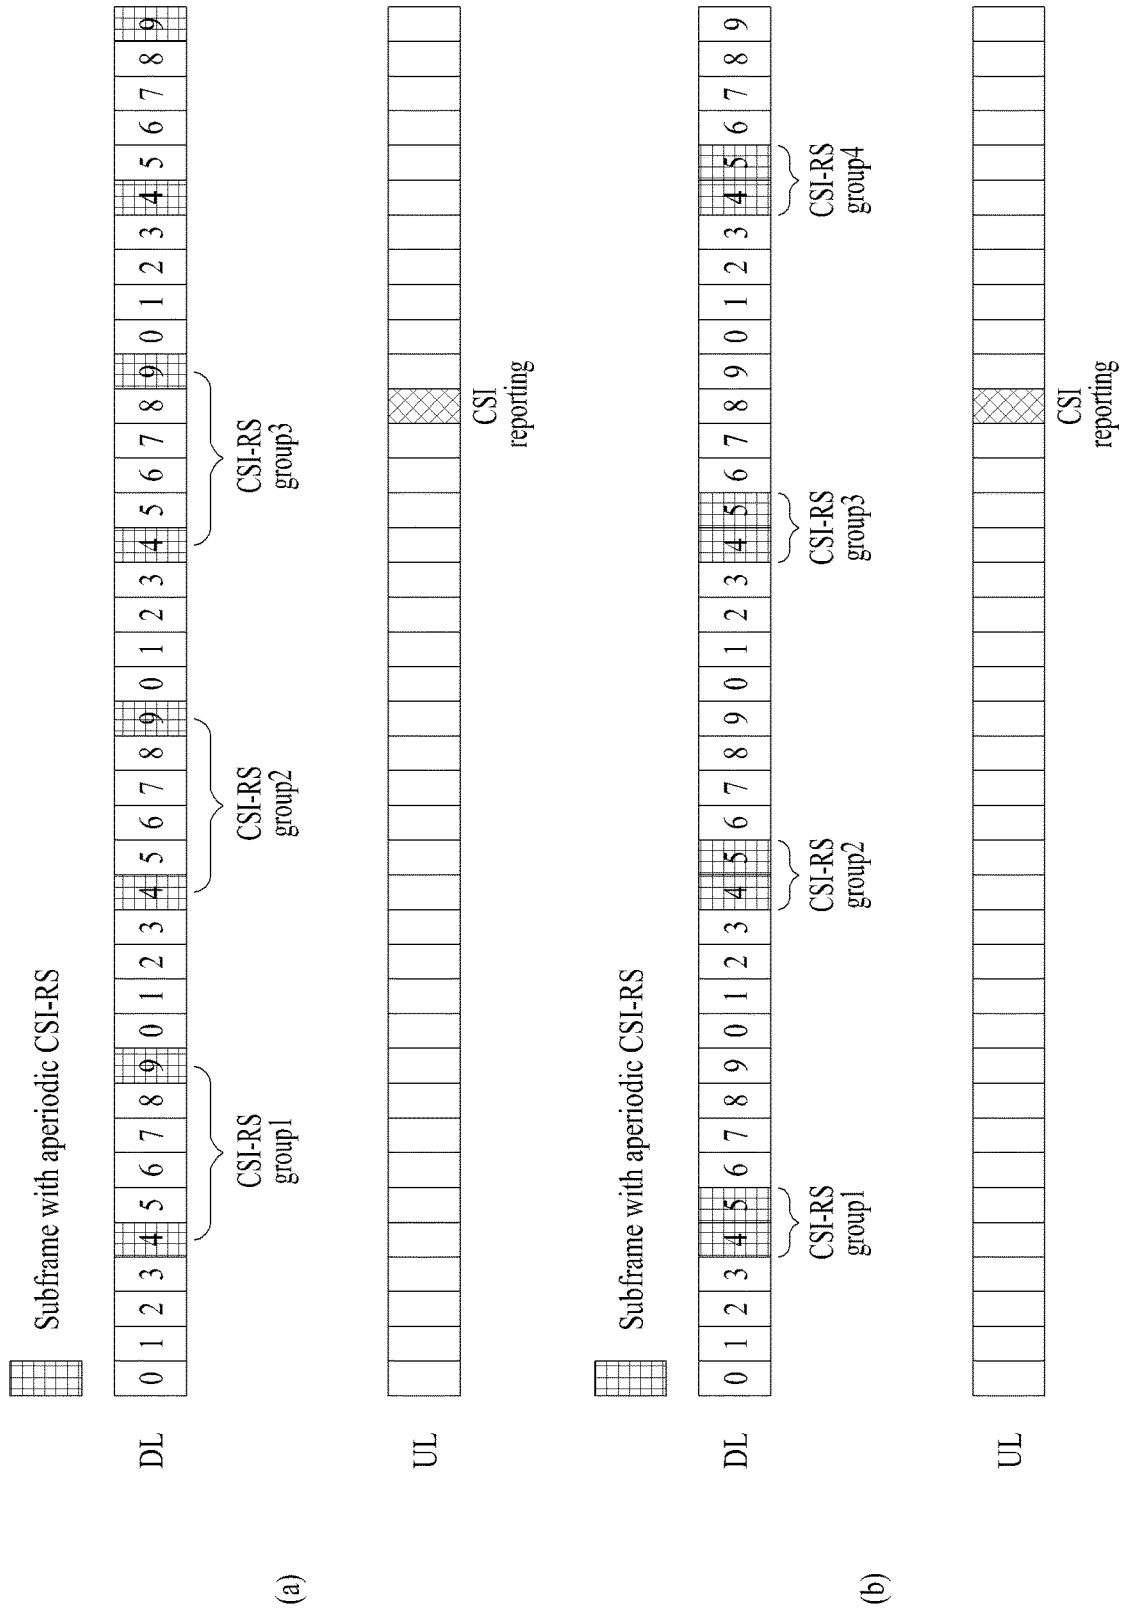 Subframe with aperiodic CSI-RS
DL 0 1 2 3 4 5 6 7 8 9 0 1 2 3 4 5 6 7 8 9 0 1 2 3 4 5 6 7 8 9 0 1 2 3 4 5 6 7 8 9
CSI-RS
group1
CSI-RS
group2
CSI-RS
group3
(a)
UL
CSI
reporting
Subframe with aperiodic CSI-RS
DL 0 1 2 3 4 5 6 7 8 9 0 1 2 3 4 5 6 7 8 9 0 1 2 3 4 5 6 7 8 9 0 1 2 3 4 5 6 7 8 9
CSI-RS
group1
CSI-RS
group2
CSI-RS
group3
CSI-RS
group4
(b)
UL
CSI
reporting